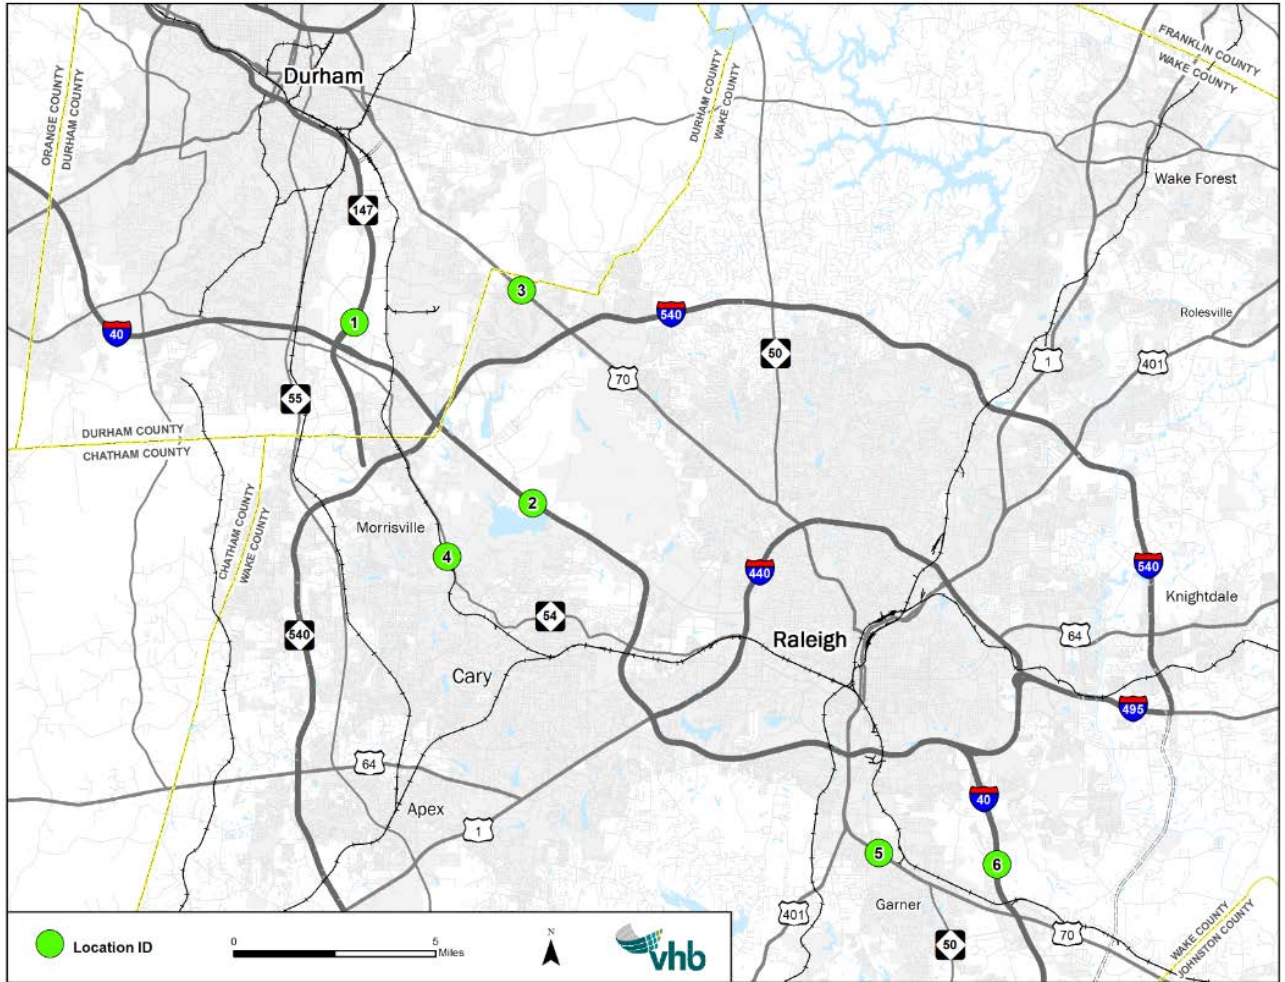 FRANKLIN COUNTY
WAKE COUNTY
Durham
ORANGE COUNTY
DURHAM COUNTY
DURHAM COUNTY
WAKE COUNTY
Wake Forest
147
3
540
Rolesville
1
40
50
1
401
70
55
DURHAM COUNTY
CHATHAM COUNTY
2
Morrisville
4
CHATHAM COUNTY
WAKE COUNTY
440
540
Knightdale
54
540
Raleigh
64
Cary
495
64
40
Apex
1
5
6
Garner
401
70
50
WAKE COUNTY
JOHNSTON COUNTY
Location ID
0 5
Miles
N
vhb